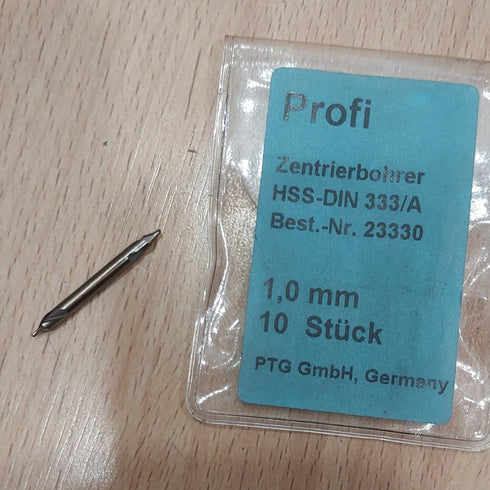 Profi
Zentrierbohrer
HSS-DIN 333/A
Best.-Nr. 23330
1,0 mm
10 Stück
PTG GmbH, Germany